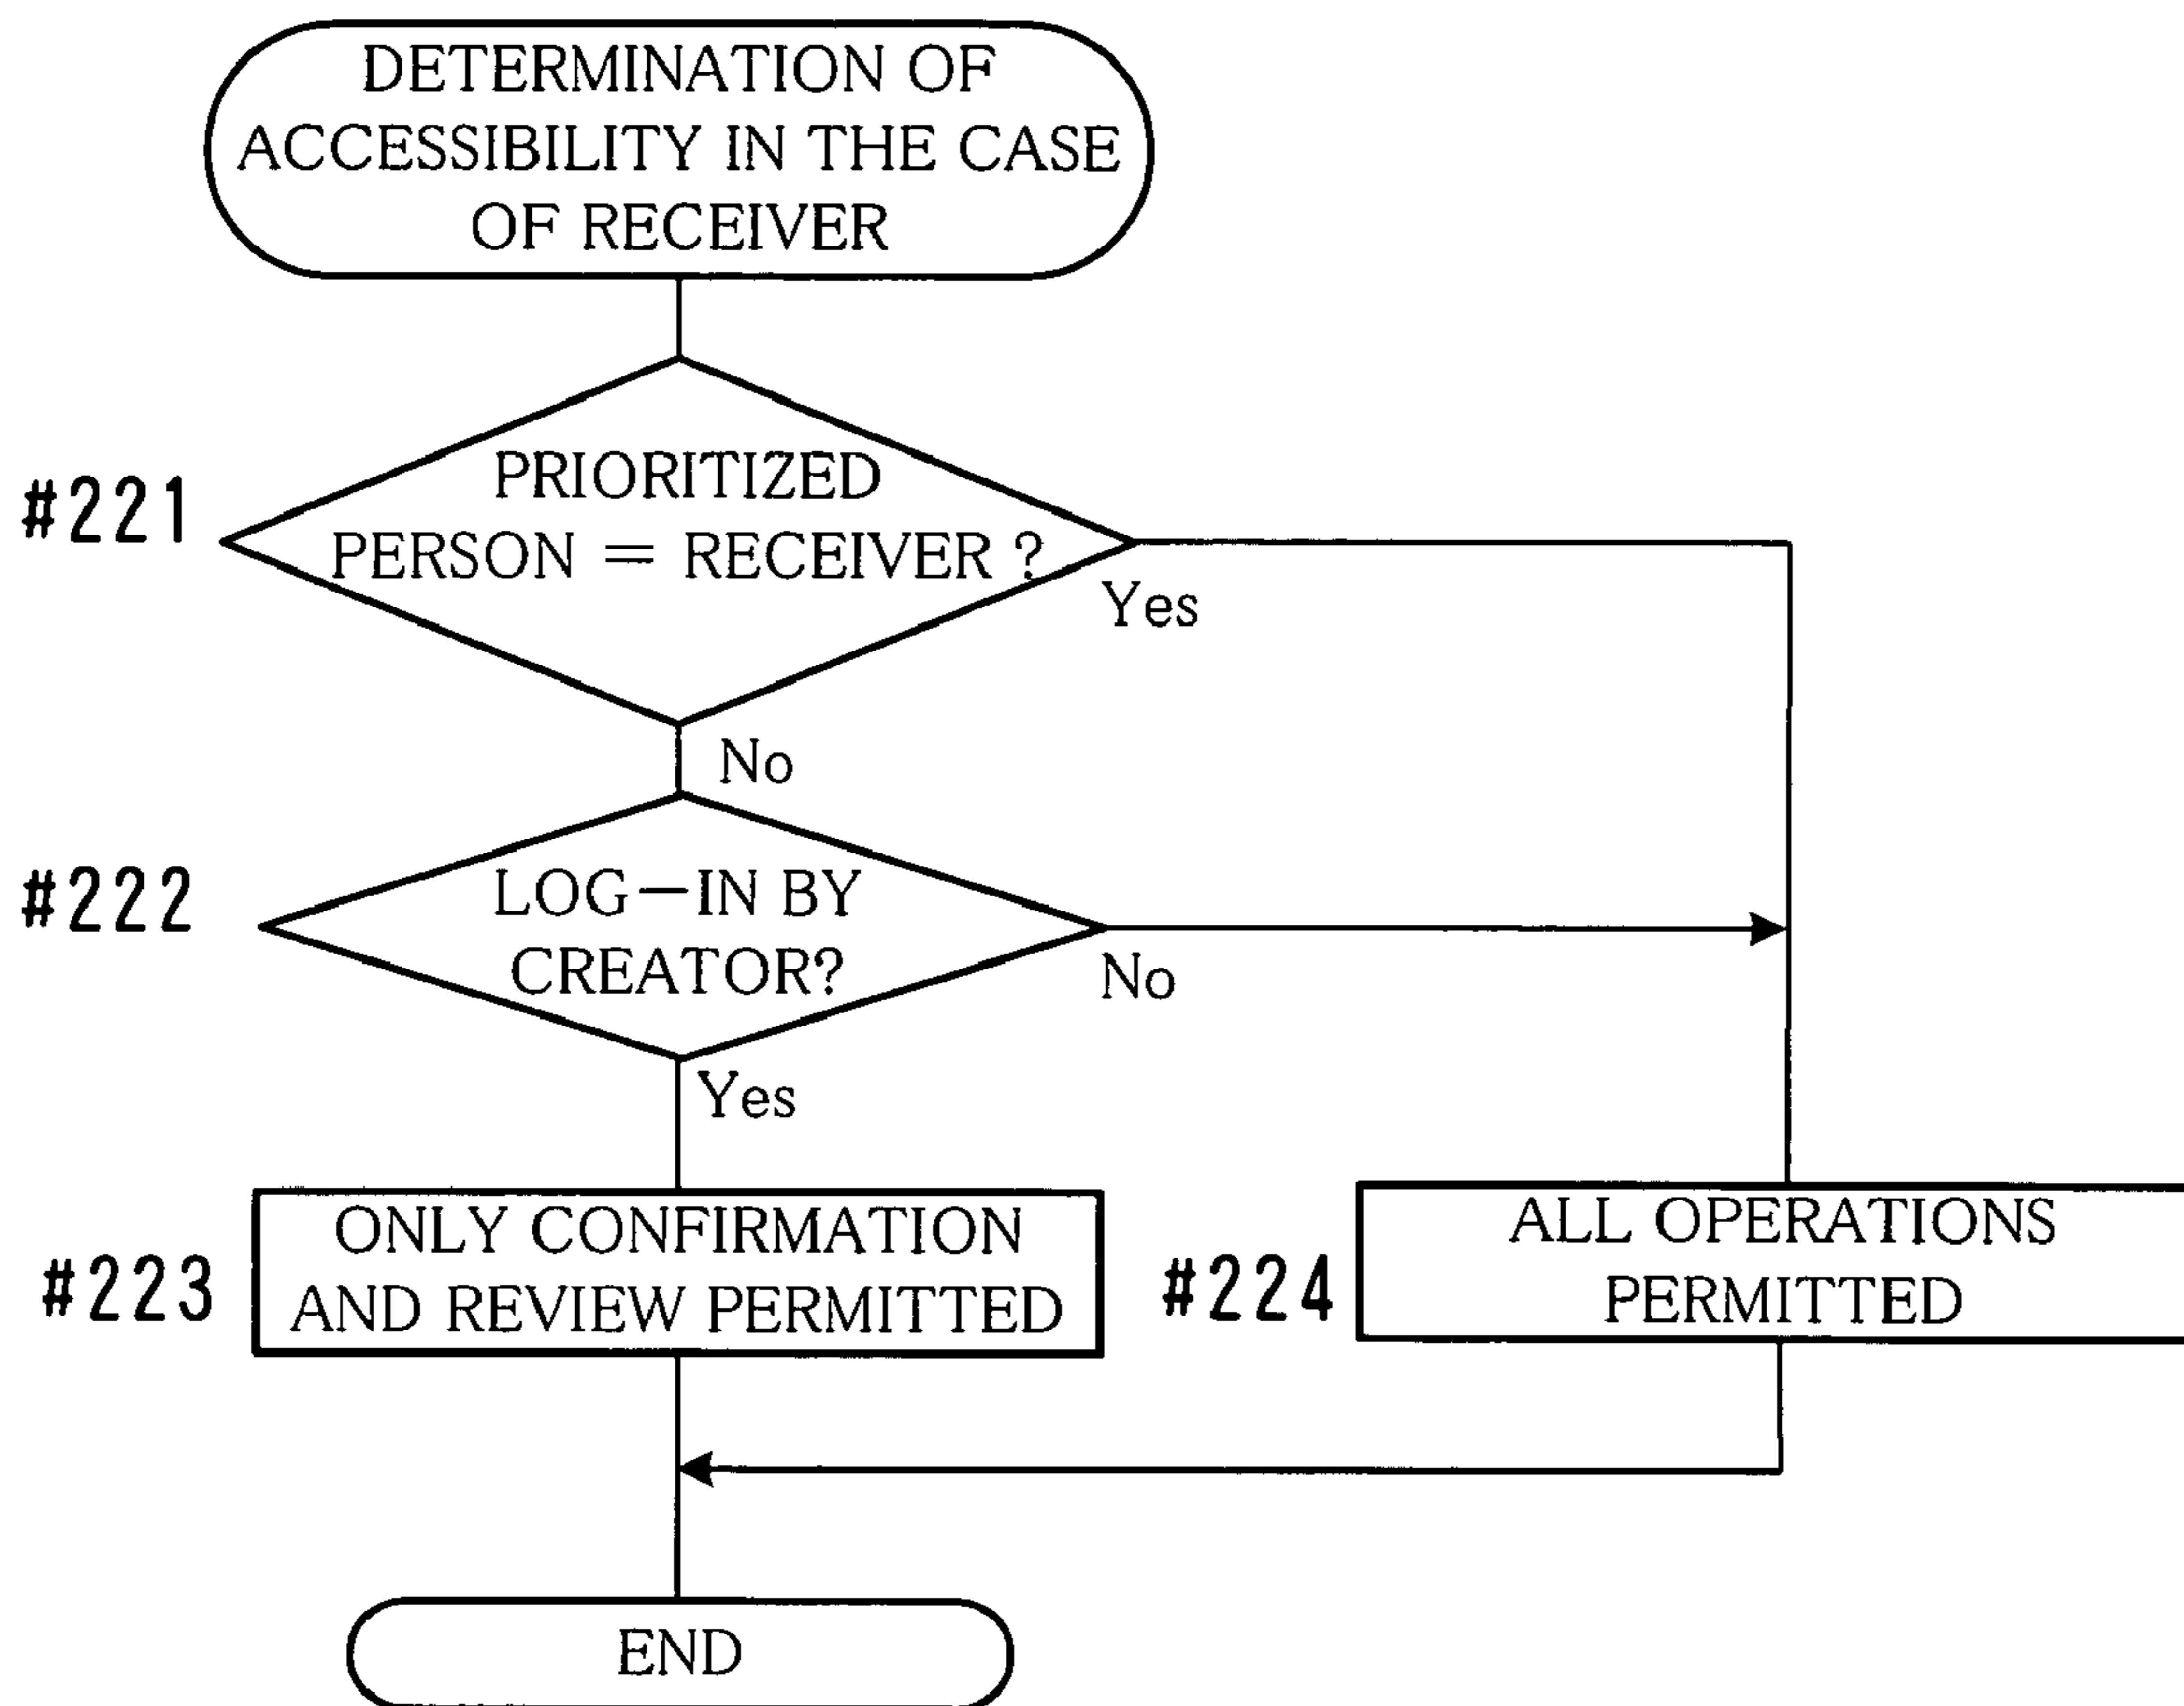 DETERMINATION OF
ACCESSIBILITY IN THE CASE
OF RECEIVER
#221
PRIORITIZED
PERSON = RECEIVER ?
Yes
No
#222
LOG-IN BY
CREATOR?
No
Yes
#223
ONLY CONFIRMATION
AND REVIEW PERMITTED
#224
ALL OPERATIONS
PERMITTED
END